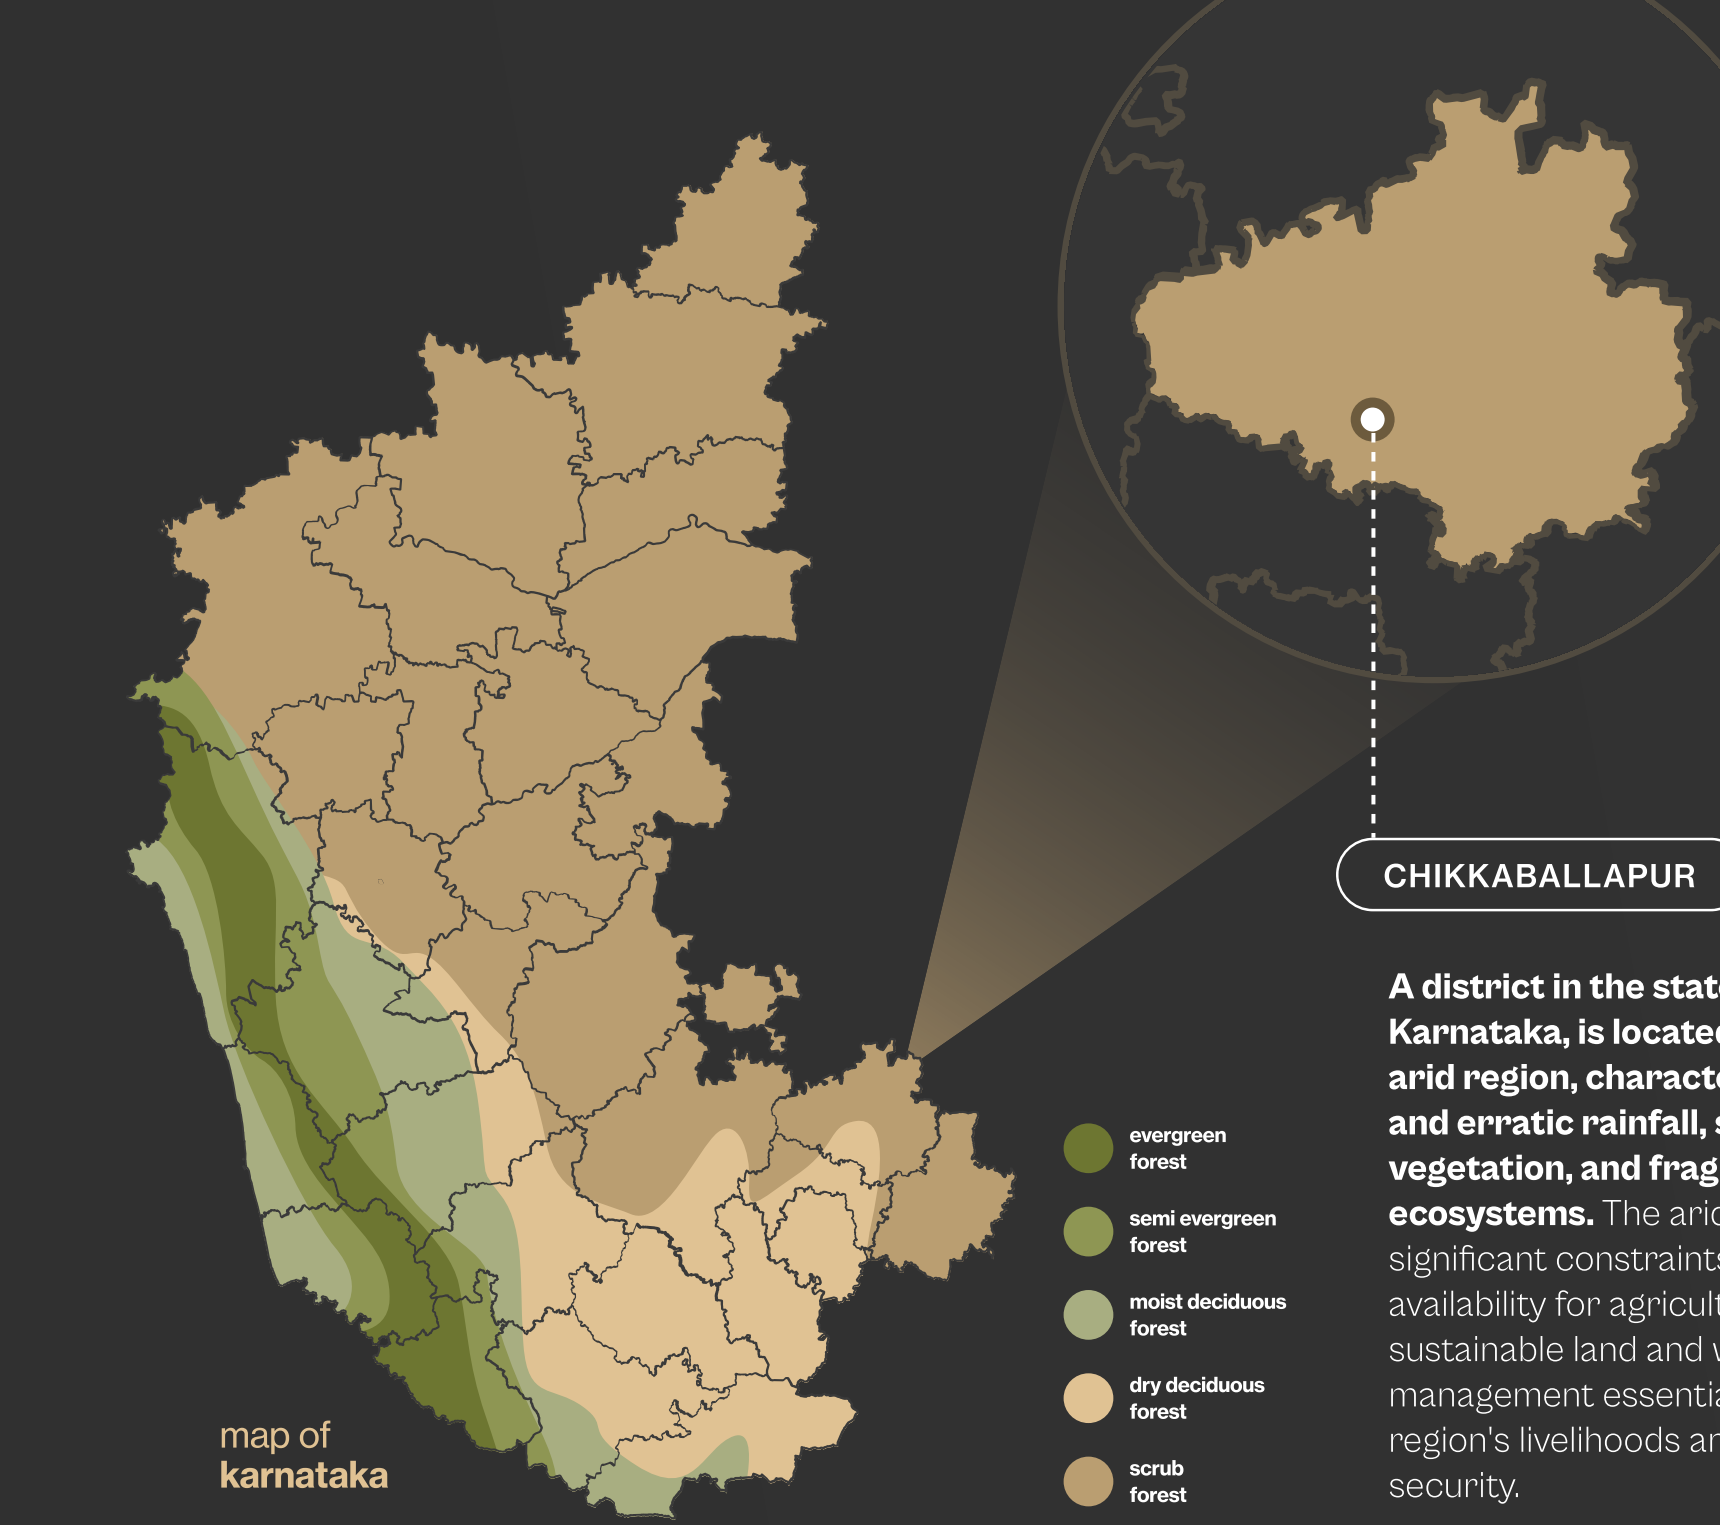 map of
karnataka
evergreen
forest
semi evergreen
forest
moist deciduous
forest
dry deciduous
forest
scrub
forest
CHIKKABALLAPUR
A district in the
Karnataka, is
arid region,
and erratic rainfall,
vegetation, and
ecosystems. The
significant
availability for
sustainable land and
management
region's livelihoods
security.